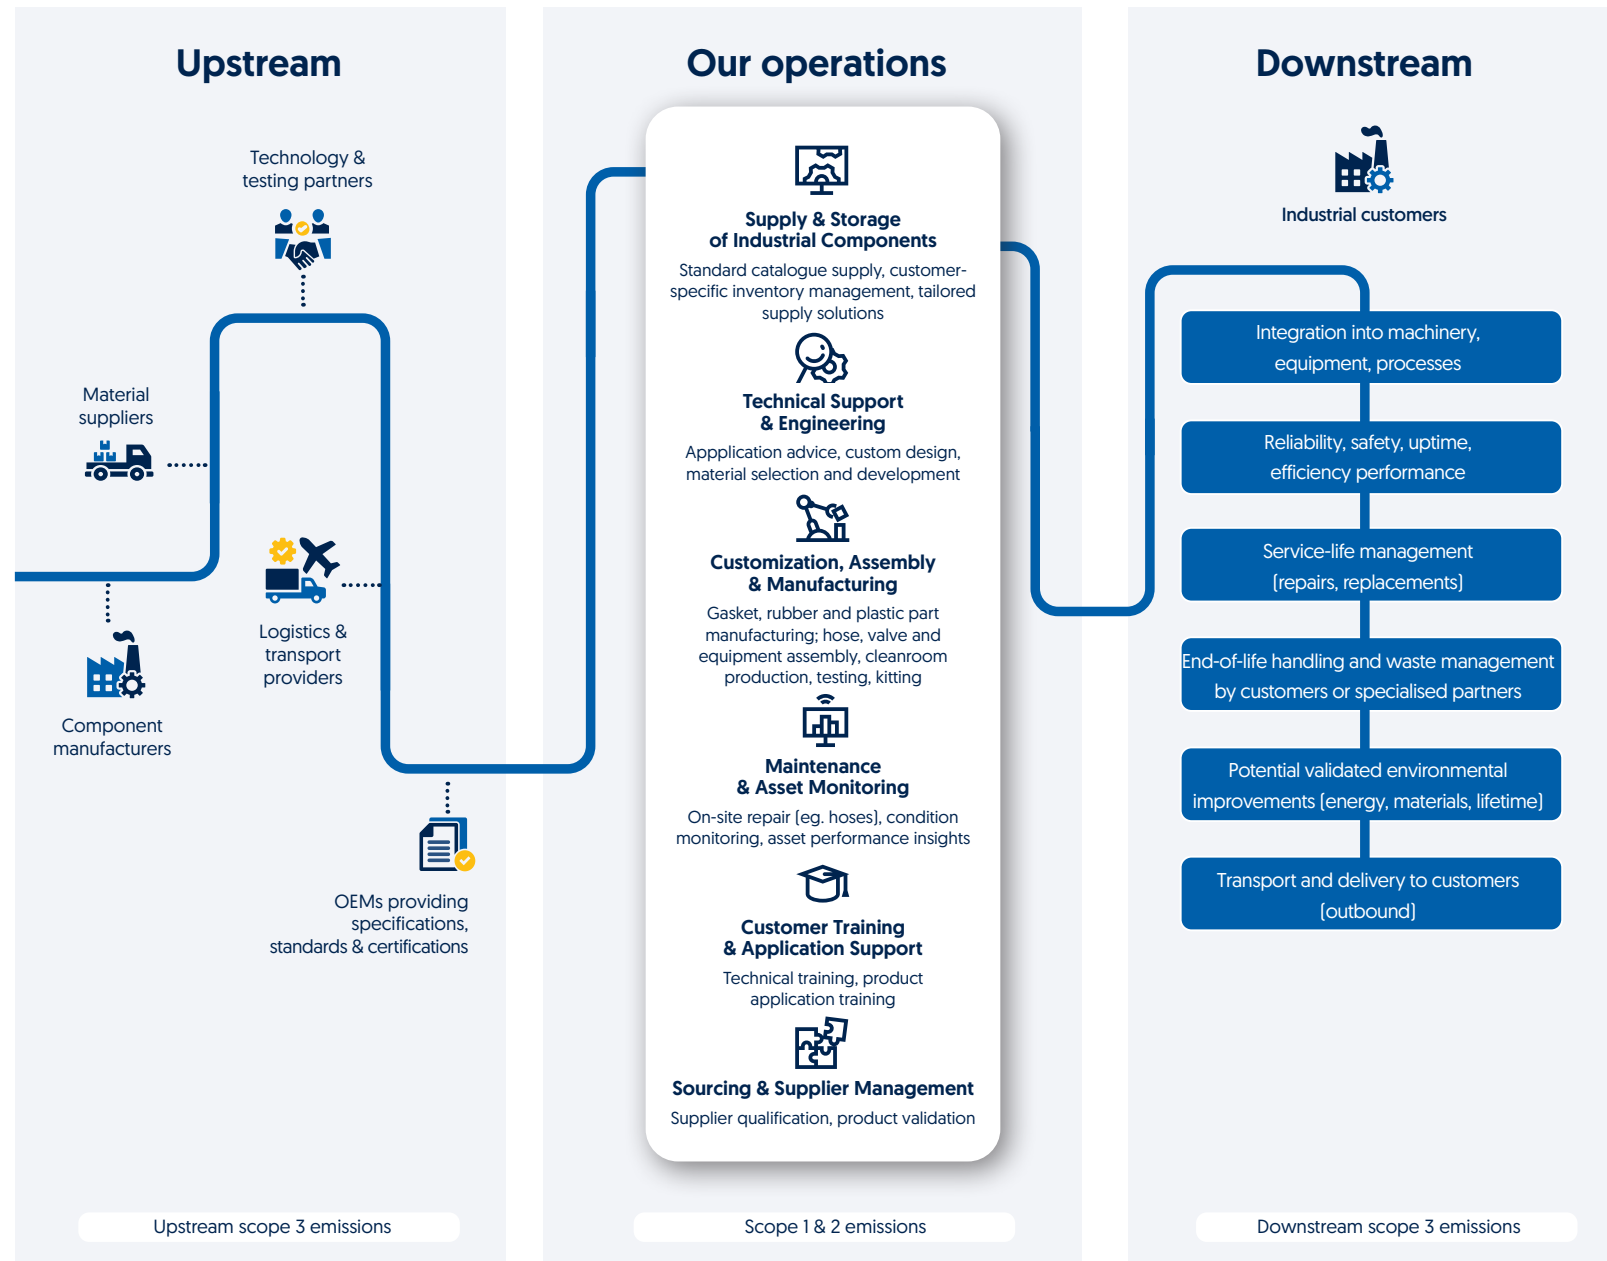 Upstream
Technology &
testing partners
Material
suppliers
Logistics &
transport
providers
Component
manufacturers
OEMs providing
specifications,
standards & certifications
Upstream scope 3 emissions
Our operations
Supply & Storage
of Industrial Components
Standard catalogue supply, customer-
specific inventory management, tailored
supply solutions
Technical Support
& Engineering
Appplication advice, custom design,
material selection and development
Customization, Assembly
& Manufacturing
Gasket, rubber and plastic part
manufacturing; hose, valve and
equipment assembly, cleanroom
production, testing, kitting
Maintenance
& Asset Monitoring
On-site repair (eg. hoses), condition
monitoring, asset performance insights
Customer Training
& Application Support
Technical training, product
application training
Sourcing & Supplier Management
Supplier qualification, product validation
Scope 1 & 2 emissions
Downstream
Industrial customers
Integration into machinery,
equipment, processes
Reliability, safety, uptime,
efficiency performance
Service-life management
(repairs, replacements)
End-of-life handling and waste management
by customers or specialised partners
Potential validated environmental
improvements (energy, materials, lifetime)
Transport and delivery to customers
(outbound)
Downstream scope 3 emissions